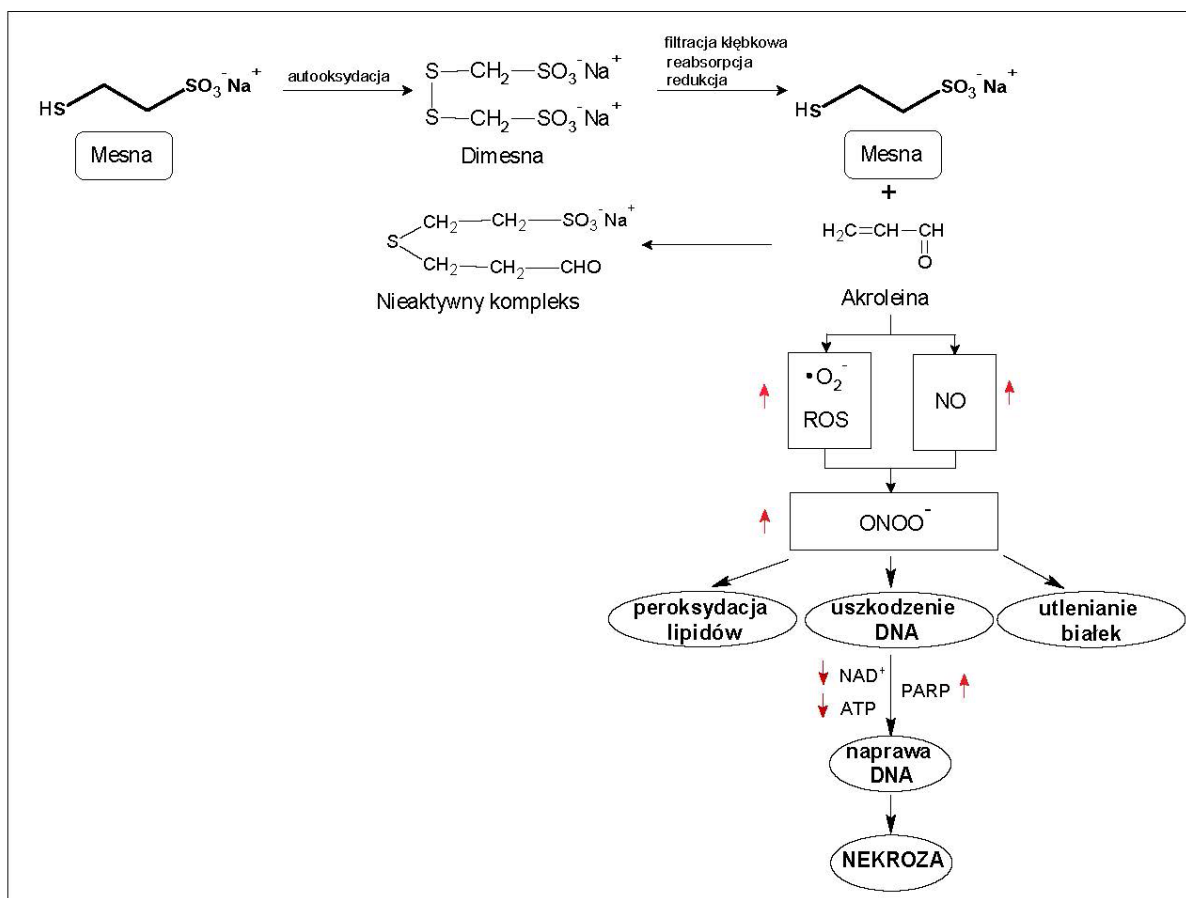 HS
SO₃⁻Na⁺
Mesna
autooksydacja
S—CH₂—SO₃⁻Na⁺
S—CH₂—SO₃⁻Na⁺
Dimesna
filtracja kłębkowa
reabsorpcja
redukcja
HS
SO₃⁻Na⁺
Mesna
+
S
CH₂—CH₂—SO₃⁻Na⁺
CH₂—CH₂—CHO
Nieaktywny kompleks
H₂C=CH—CH
O
Akroleina
•O₂⁻
ROS
NO
ONOO⁻
peroksydacja
lipidów
uszkodzenie
DNA
utlenianie
białek
NAD⁺
ATP
PARP
naprawa
DNA
NEKROZA